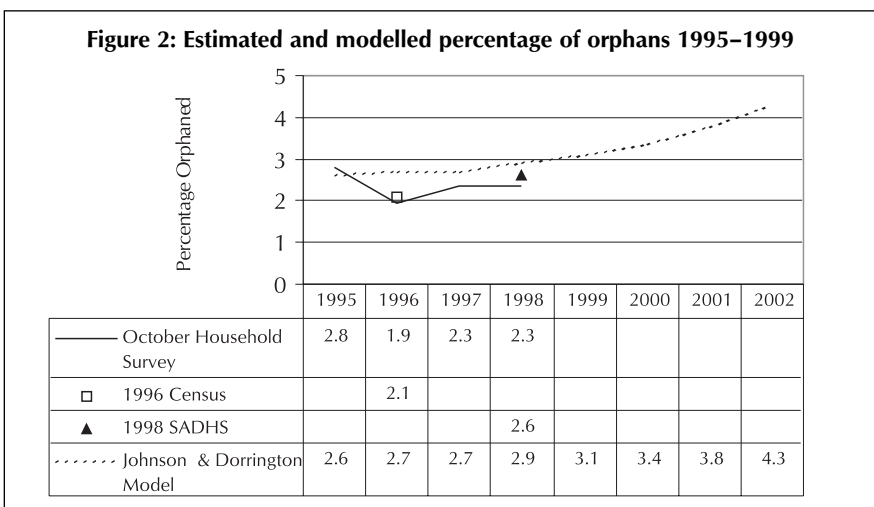 Figure 2: Estimated and modelled percentage of orphans 1995–1999
Percentage Orphaned
5
4
3
2
1
0
1995 1996 1997 1998 1999 2000 2001 2002
October Household 2.8 1.9 2.3 2.3
Survey
1996 Census 2.1
1998 SADHS 2.6
Johnson & Dorrington 2.6 2.7 2.7 2.9 3.1 3.4 3.8 4.3
Model